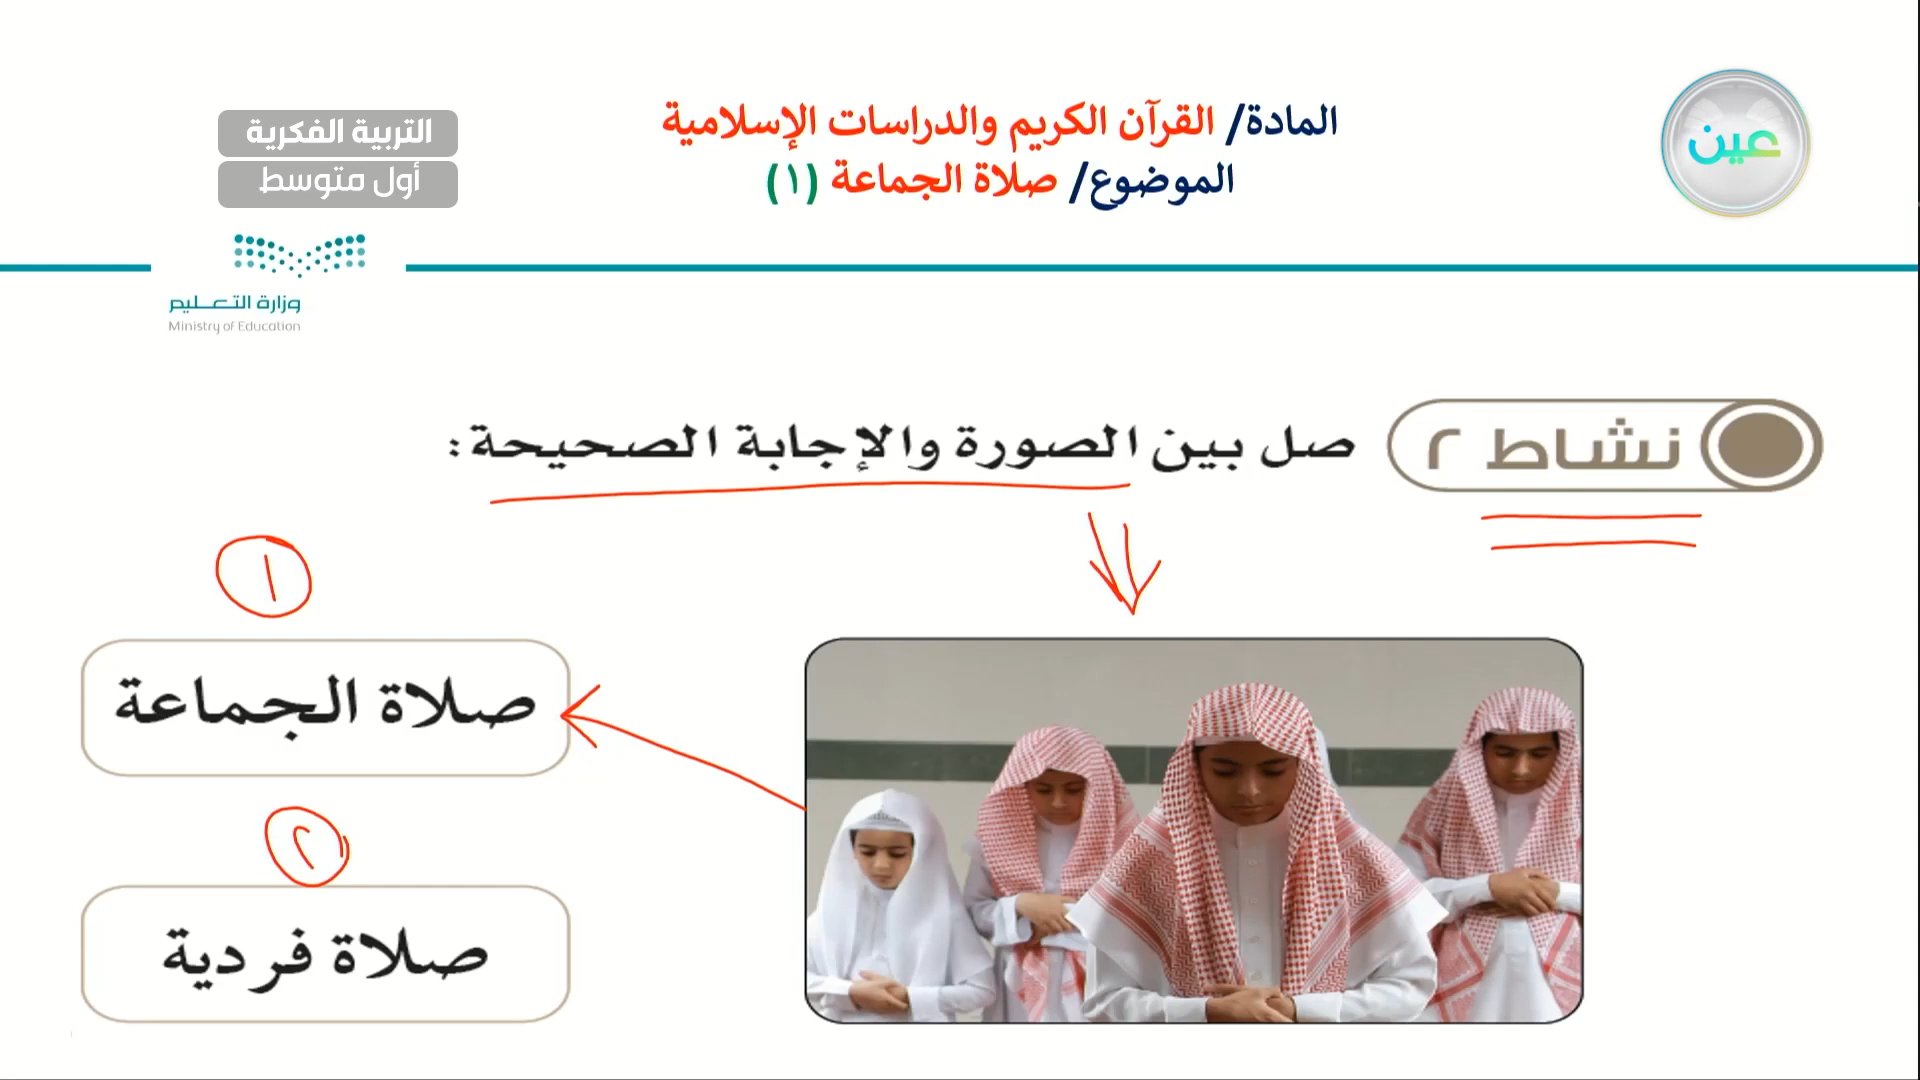 المادة/ القرآن الكريم والدراسات الإسلامية
الموضوع/ صلاة الجماعة (١)
عين
التربية الفكرية
أول متوسط
وزارة التعليم
Ministry of Education
نشاط ٢
صل بين الصورة والإجابة الصحيحة:
١
صلاة الجماعة
٢
صلاة فردية